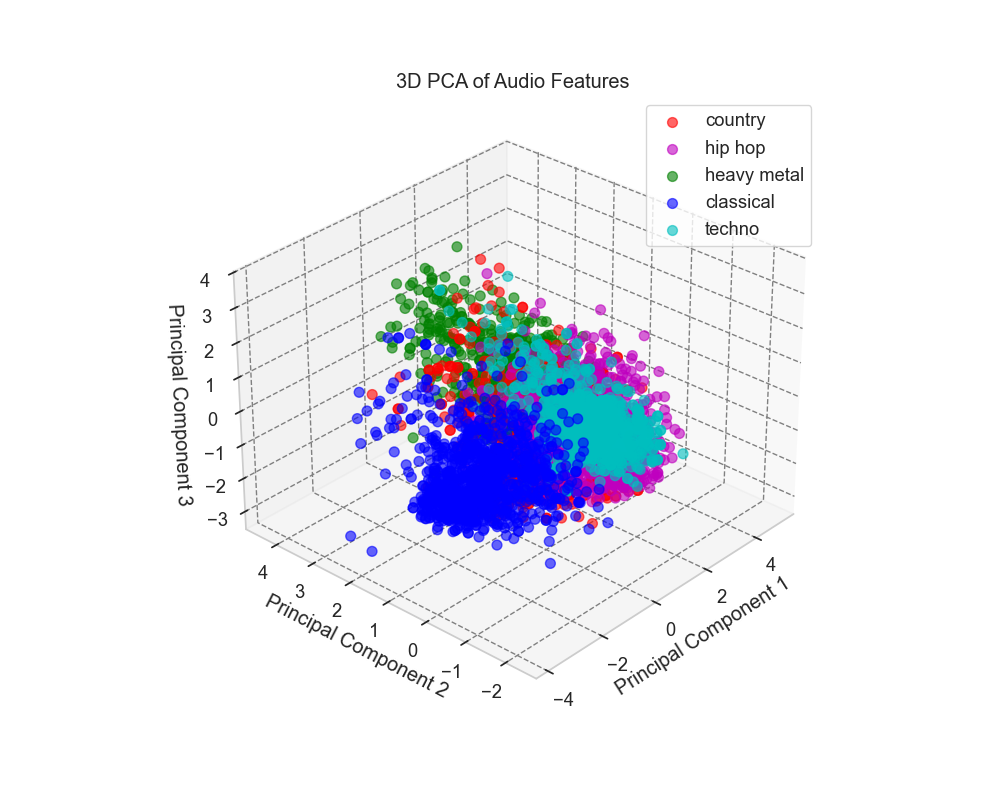 3D PCA of Audio Features
country
hip hop
heavy metal
classical
techno
4
3
2
1
0
−1
−2
−3
Principal Component 3
4
3
2
1
0
−1
−2
Principal Component 2
−4
−2
0
2
4
Principal Component 1